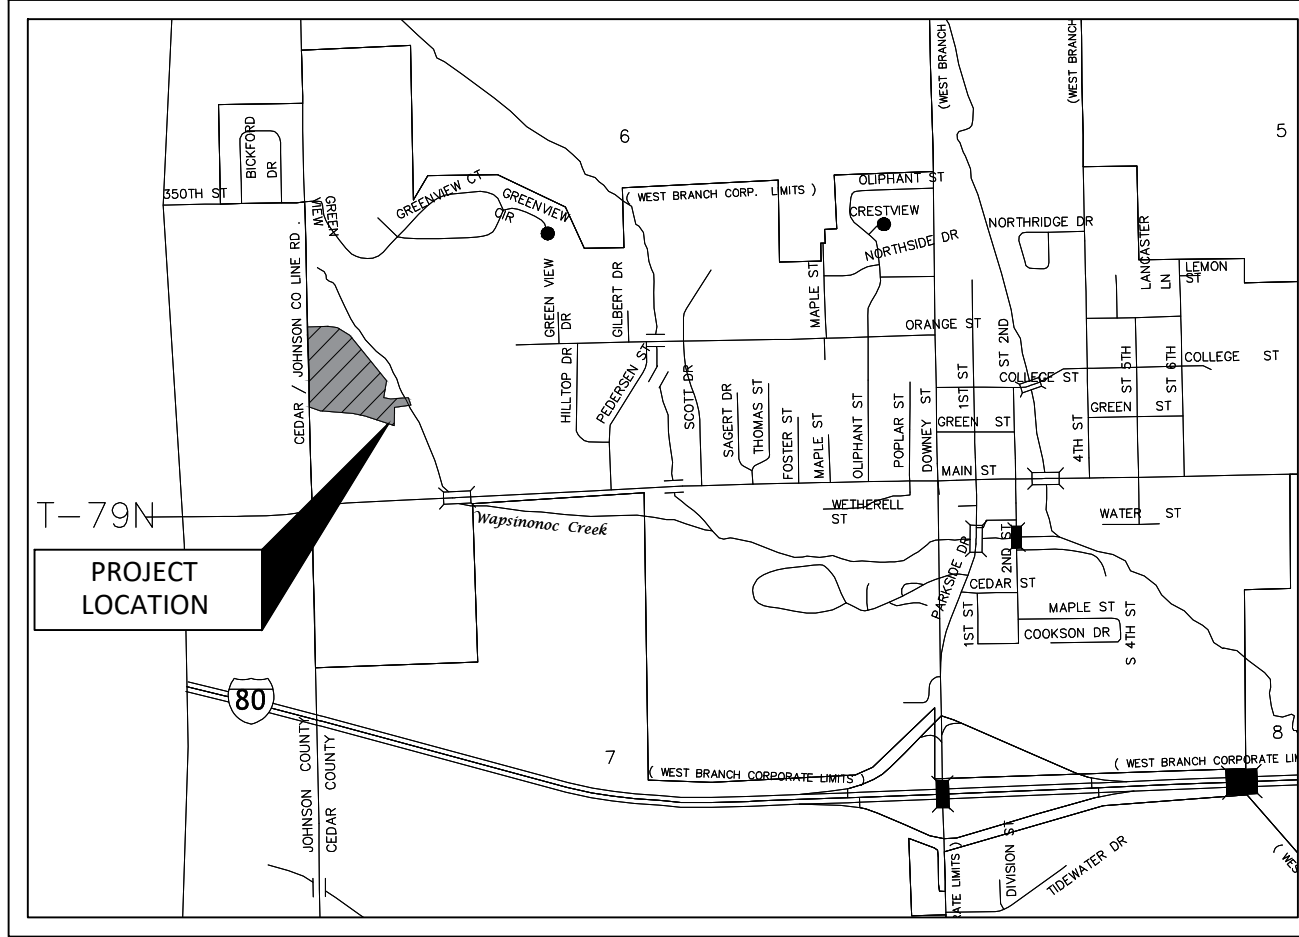 (WEST BRANCH
(WEST BRANCH
6
5
BICKFORD
DR
350TH ST
GREEN
VIEW
GREENVIEW CT
GREENVIEW
CIR
( WEST BRANCH CORP. LIMITS )
OLIPHANT ST
CRESTVIEW
NORTHSIDE DR
NORTHRIDGE DR
LANCASTER
LN
LEMON
ST
CEDAR / JOHNSON CO LINE RD.
GREEN VIEW
DR
GILBERT DR
MAPLE ST
ORANGE ST
ST 2ND
1ST ST
COLLEGE ST
COLLEGE ST
ST 5TH
ST 6TH
HILLTOP DR
PEDERSEN ST
SCOTT DR
SAGERT DR
THOMAS ST
FOSTER ST
MAPLE ST
OLIPHANT ST
POPLAR ST
DOWNEY ST
GREEN ST
GREEN ST
4TH ST
MAIN ST
T-79N
Wapsinonoc Creek
WETHERELL
ST
WATER ST
PROJECT
LOCATION
PARKSIDE DR
2ND ST
CEDAR ST
1ST ST
MAPLE ST
COOKSON DR
S 4TH ST
80
JOHNSON COUNTY
CEDAR COUNTY
JOHNSON COUNTY
7
8
( WEST BRANCH CORPORATE LIMITS )
( WEST BRANCH CORPORATE LI
RATE LIMITS )
DIVISION ST
TIDEWATER DR
( WES